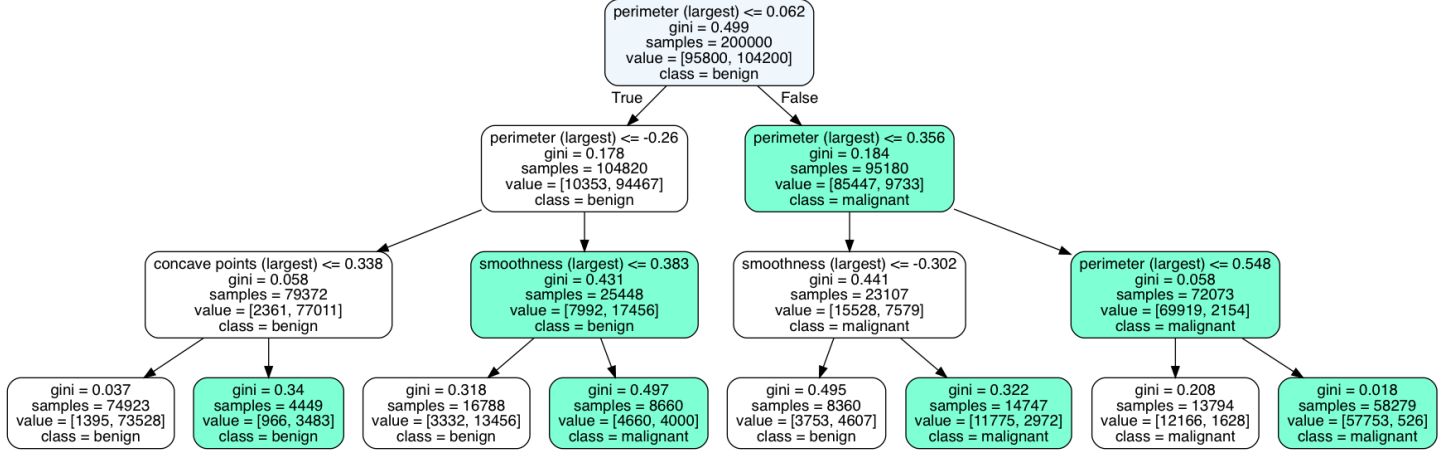 perimeter (largest) <= 0.062
gini = 0.499
samples = 200000
value = [95800, 104200]
class = benign
True
False
perimeter (largest) <= -0.26
gini = 0.178
samples = 104820
value = [10353, 94467]
class = benign
perimeter (largest) <= 0.356
gini = 0.184
samples = 95180
value = [85447, 9733]
class = malignant
concave points (largest) <= 0.338
gini = 0.058
samples = 79372
value = [2361, 77011]
class = benign
smoothness (largest) <= 0.383
gini = 0.431
samples = 25448
value = [7992, 17456]
class = benign
smoothness (largest) <= -0.302
gini = 0.441
samples = 23107
value = [15528, 7579]
class = malignant
perimeter (largest) <= 0.548
gini = 0.058
samples = 72073
value = [69919, 2154]
class = malignant
gini = 0.037
samples = 74923
value = [1395, 73528]
class = benign
gini = 0.34
samples = 4449
value = [966, 3483]
class = benign
gini = 0.318
samples = 16788
value = [3332, 13456]
class = benign
gini = 0.497
samples = 8660
value = [4660, 4000]
class = malignant
gini = 0.495
samples = 8360
value = [3753, 4607]
class = benign
gini = 0.322
samples = 14747
value = [11775, 2972]
class = malignant
gini = 0.208
samples = 13794
value = [12166, 1628]
class = malignant
gini = 0.018
samples = 58279
value = [57753, 526]
class = malignant